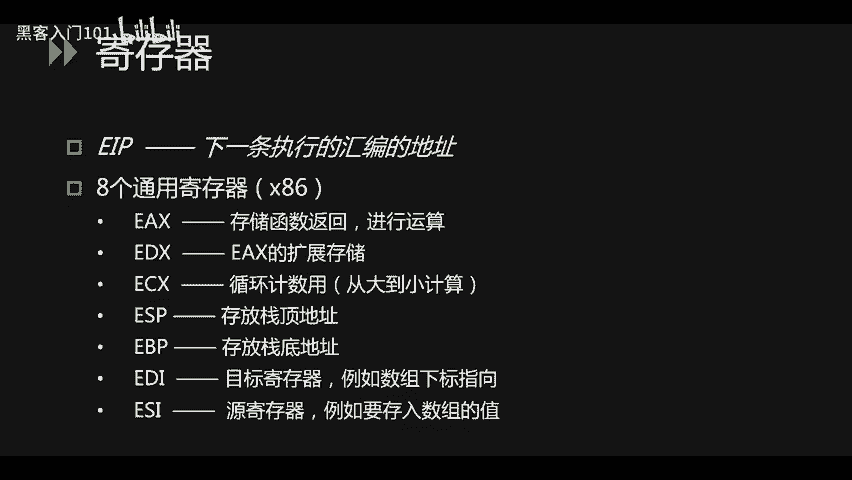 黑客入门101
寄存器
EIP —— 下一条执行的汇编的地址
8个通用寄存器（x86）
EAX —— 存储函数返回，进行运算
EDX —— EAX的扩展存储
ECX —— 循环计数用（从大到小计算）
ESP —— 存放栈顶地址
EBP —— 存放栈底地址
EDI —— 目标寄存器，例如数组下标指向
ESI —— 源寄存器，例如要存入数组的值